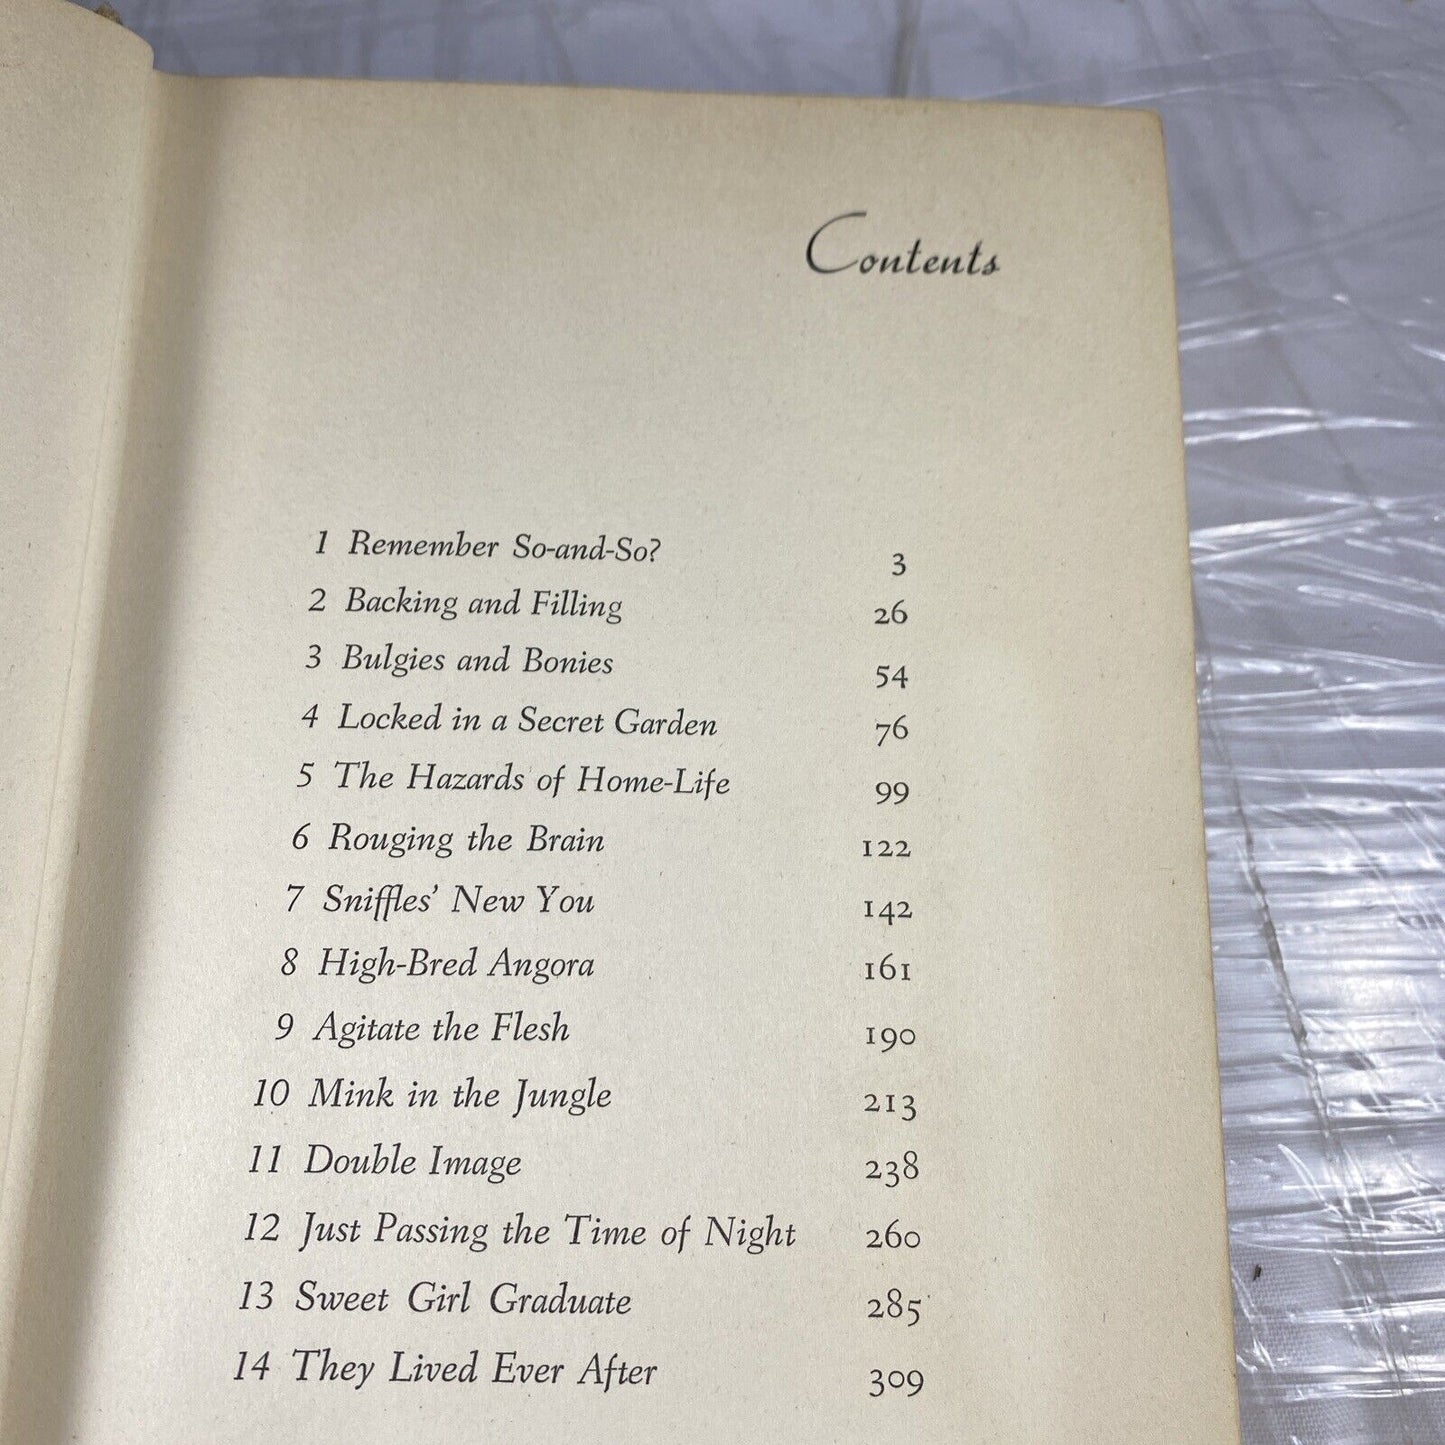 Contents
1 Remember So-and-So? 3
2 Backing and Filling 26
3 Bulgies and Bonies 54
4 Locked in a Secret Garden 76
5 The Hazards of Home-Life 99
6 Rouging the Brain 122
7 Sniffles’ New You 142
8 High-Bred Angora 161
9 Agitate the Flesh 190
10 Mink in the Jungle 213
11 Double Image 238
12 Just Passing the Time of Night 260
13 Sweet Girl Graduate 285
14 They Lived Ever After 309